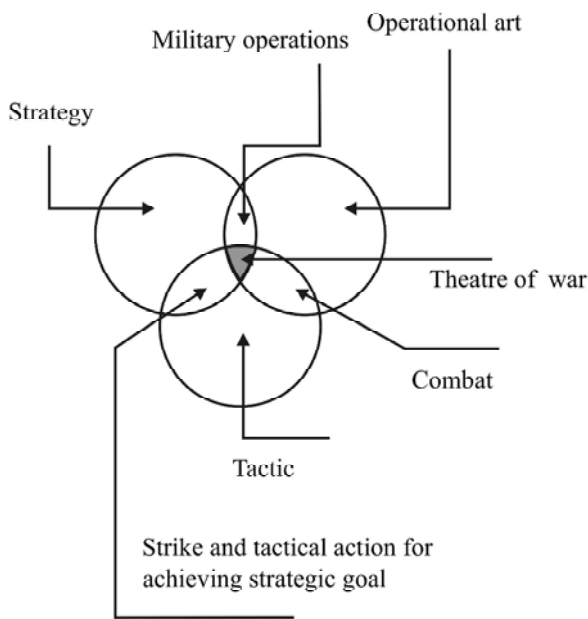 Operational art
Military operations
Strategy
Theatre of war
Combat
Tactic
Strike and tactical action for
achieving strategic goal